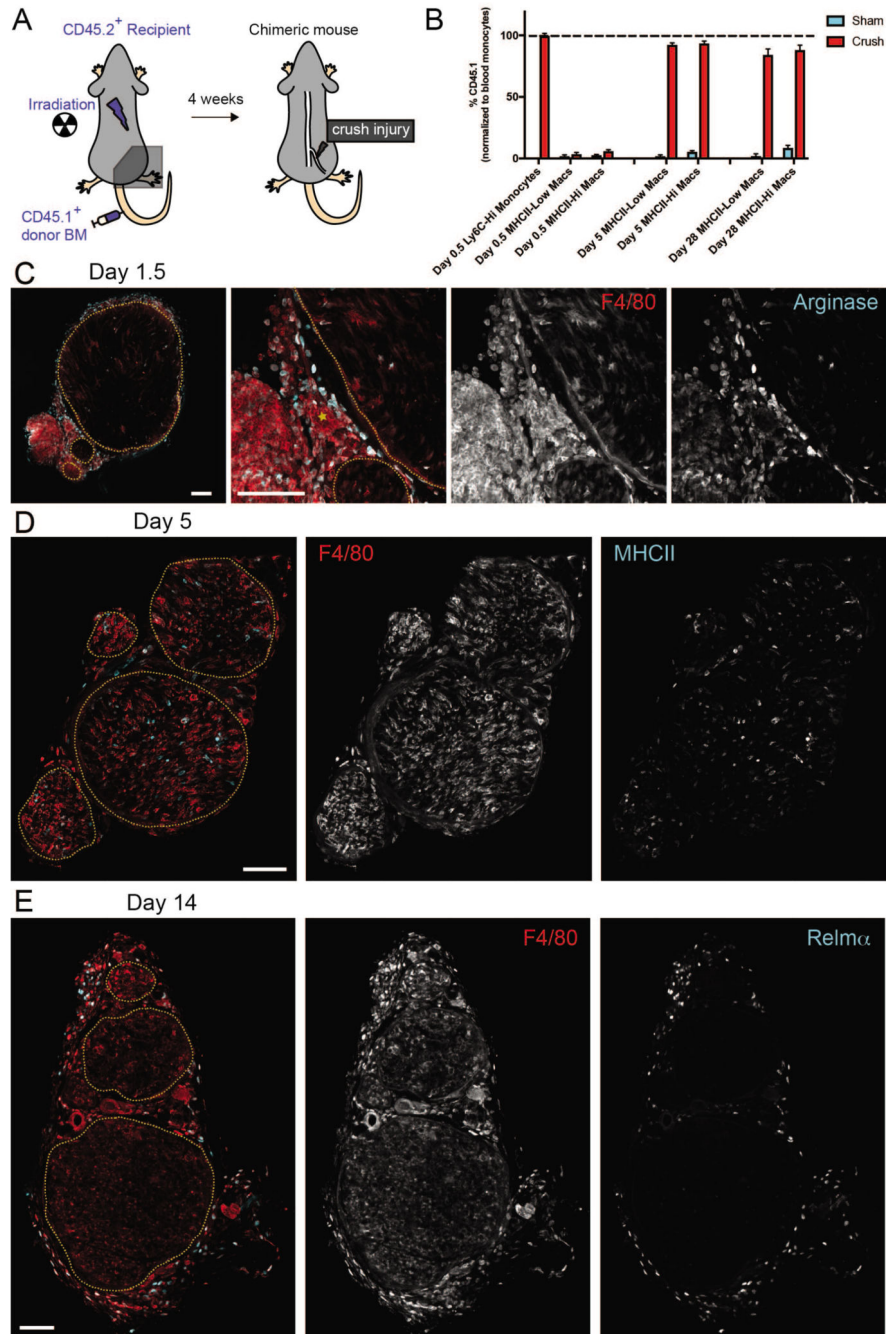 A
CD45.2+ Recipient
Chimeric mouse
Irradiation
4 weeks
crush injury
CD45.1+
donor BM
B
% CD45.1
(normalized to blood monocytes)
100
50
0
Sham
Crush
Day 0.5 Ly6C-Hi Monocytes
Day 0.5 MHCII-Low Macs
Day 0.5 MHCII-Hi Macs
Day 5 MHCII-Low Macs
Day 5 MHCII-Hi Macs
Day 28 MHCII-Low Macs
Day 28 MHCII-Hi Macs
C
Day 1.5
F4/80
Arginase
D
Day 5
F4/80
MHCII
E
Day 14
F4/80
Relmα